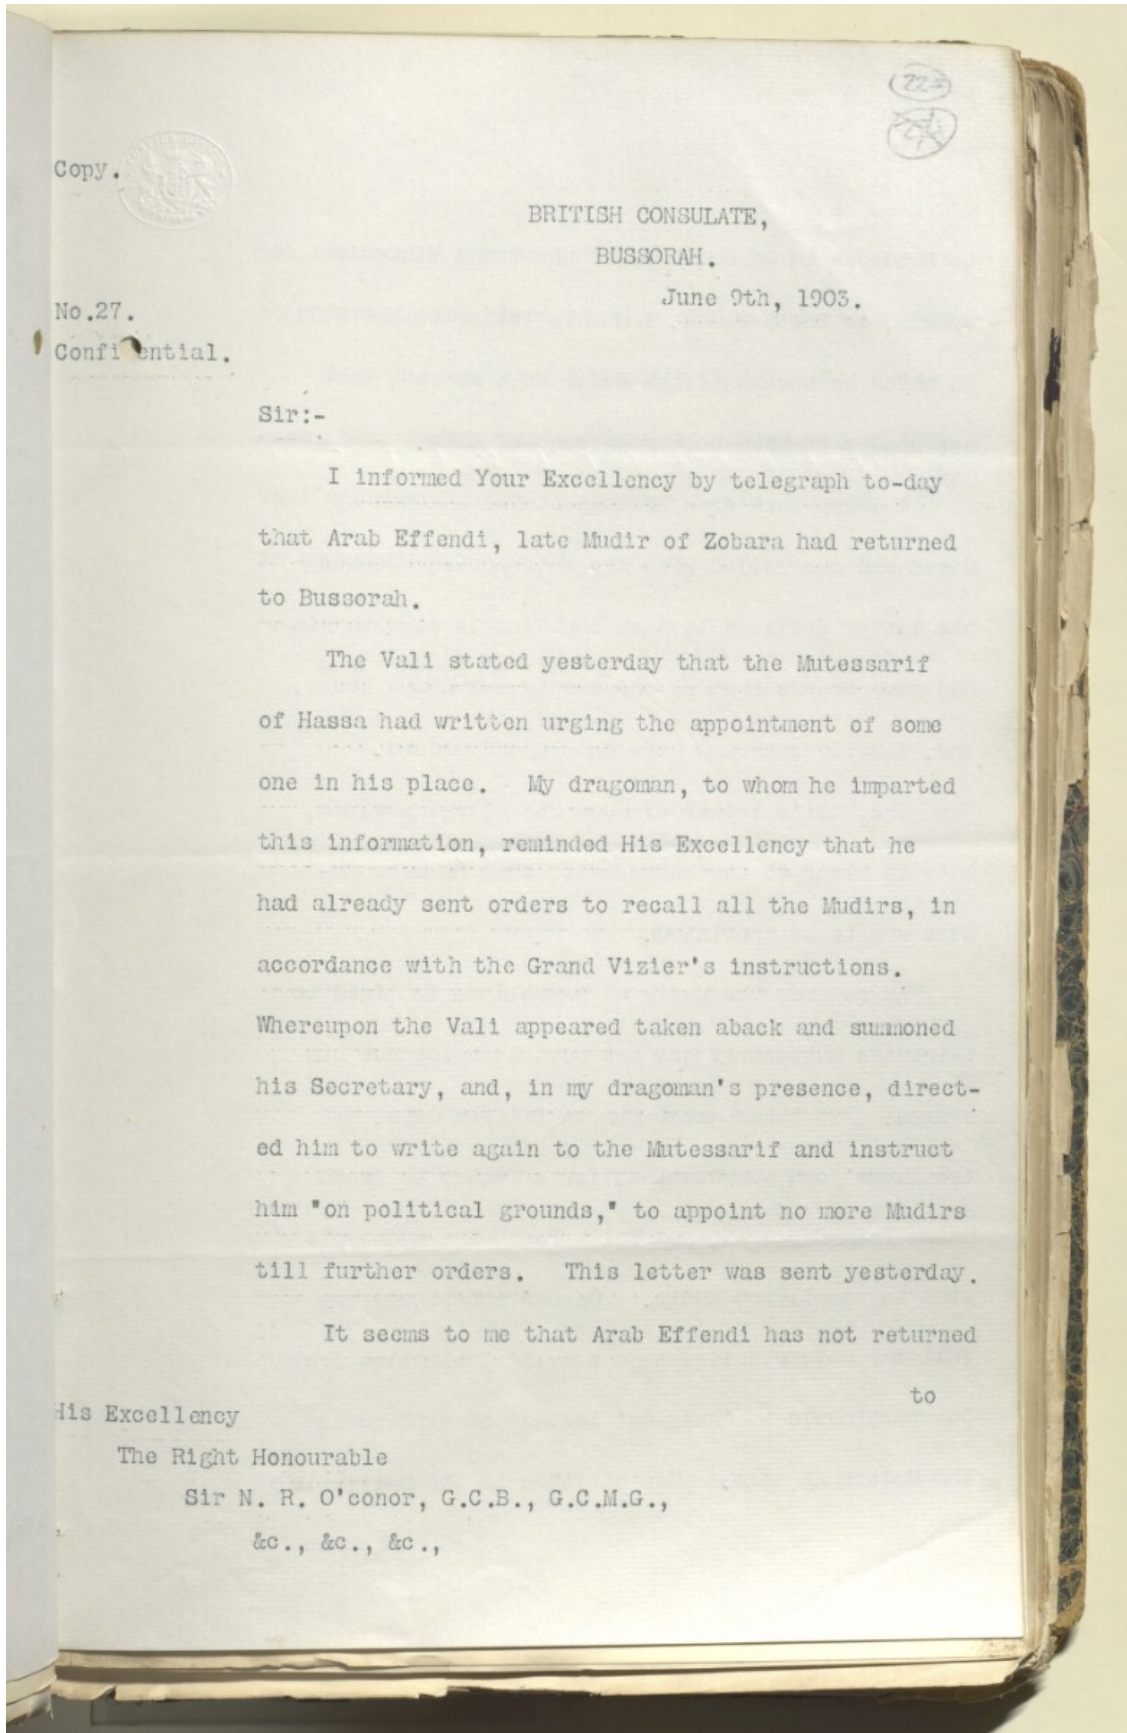 Copy.
BRITISH CONSULATE,
BUSSORAH.
June 9th, 1903.
No.27.
Confi ential.
Sir:-
I informed Your Excellency by telegraph to-day
that Arab Effendi, late Mudir of Zobara had returned
to Bussorah.
The Vali stated yesterday that the Mutessarif
of Hassa had written urging the appointment of some
one in his place. My dragoman, to whom he imparted
this information, reminded His Excellency that he
had already sent orders to recall all the Mudirs, in
accordance with the Grand Vizier's instructions.
Whereupon the Vali appeared taken aback and summoned
his Secretary, and, in my dragoman's presence, direct-
ed him to write again to the Mutessarif and instruct
him "on political grounds," to appoint no more Mudirs
till further orders. This letter was sent yesterday.
It seems to me that Arab Effendi has not returned
to
His Excellency
The Right Honourable
Sir N. R. O'conor, G.C.B., G.C.M.G.,
&c., &c., &c.,